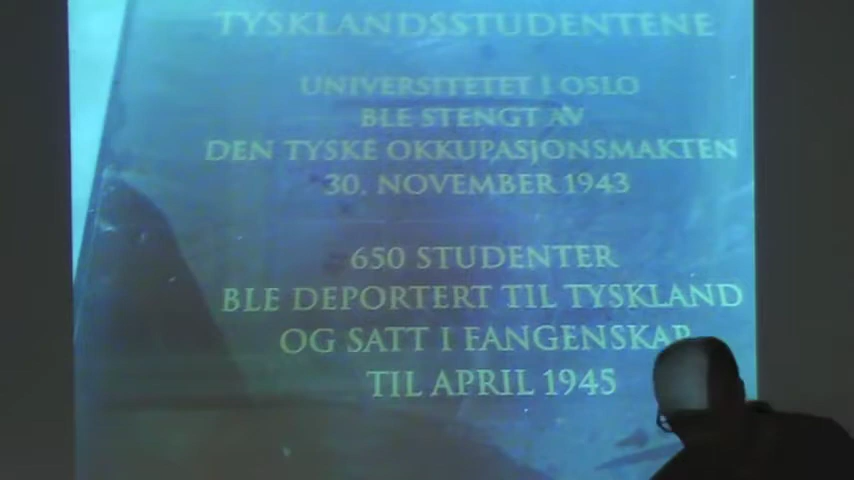 TYSKLANDSSTUDENTENE
UNIVERSITETET I OSLO
BLE STENGT AV
DEN TYSKE OKKUPASJONSMAKTEN
30. NOVEMBER 1943
650 STUDENTER
BLE DEPORTERT TIL TYSKLAND
OG SATT I FANGENSKAP
TIL APRIL 1945